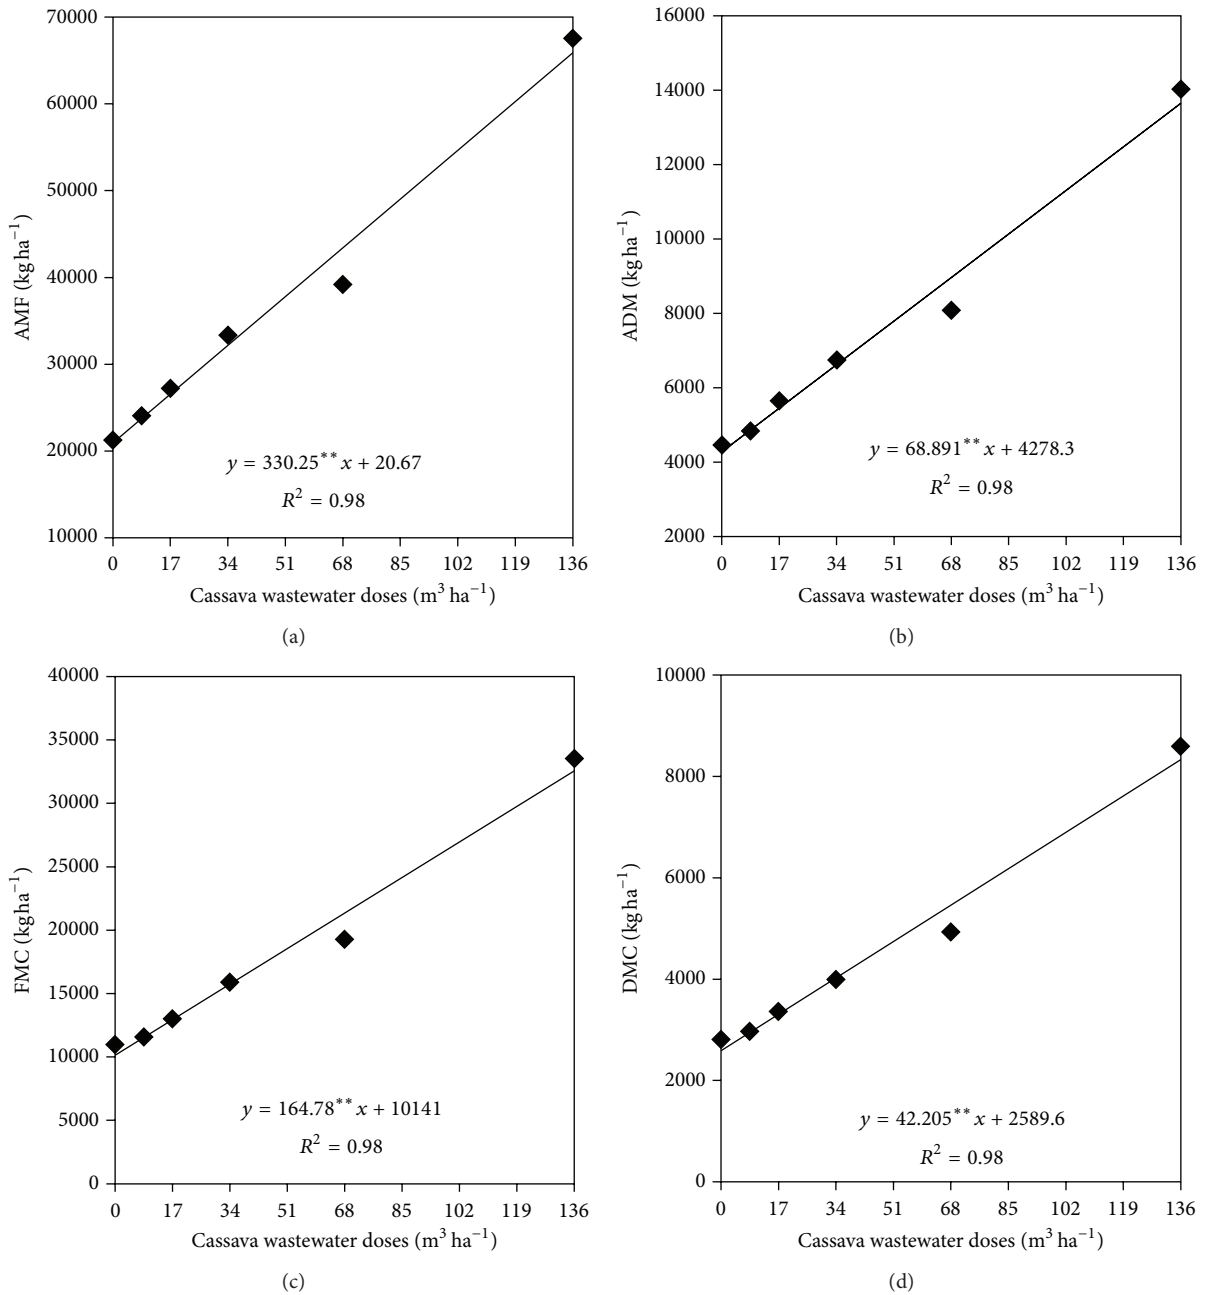 70000
60000
50000
40000
30000
20000
10000
AMF (kg ha⁻¹)
y = 330.25** x + 20.67
R² = 0.98
0 17 34 51 68 85 102 119 136
Cassava wastewater doses (m³ ha⁻¹)
(a)
16000
14000
12000
10000
8000
6000
4000
2000
ADM (kg ha⁻¹)
y = 68.891** x + 4278.3
R² = 0.98
0 17 34 51 68 85 102 119 136
Cassava wastewater doses (m³ ha⁻¹)
(b)
40000
35000
30000
25000
20000
15000
10000
5000
0
FMC (kg ha⁻¹)
y = 164.78** x + 10141
R² = 0.98
0 17 34 51 68 85 102 119 136
Cassava wastewater doses (m³ ha⁻¹)
(c)
10000
8000
6000
4000
2000
0
DMC (kg ha⁻¹)
y = 42.205** x + 2589.6
R² = 0.98
0 17 34 51 68 85 102 119 136
Cassava wastewater doses (m³ ha⁻¹)
(d)